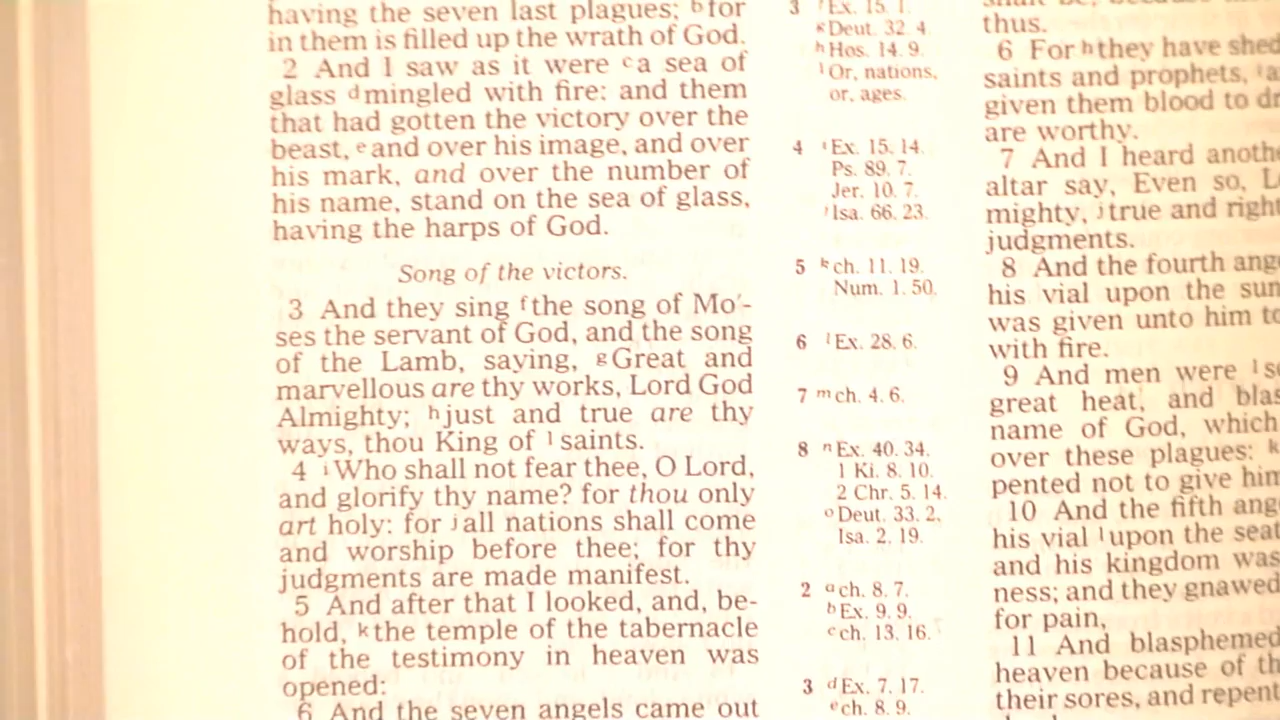 having the seven last plagues; b for
in them is filled up the wrath of God.
2 And I saw as it were c a sea of
glass d mingled with fire: and them
that had gotten the victory over the
beast, e and over his image, and over
his mark, and over the number of
his name, stand on the sea of glass,
having the harps of God.
Song of the victors.
3 And they sing f the song of Mo'-
ses the servant of God, and the song
of the Lamb, saying, g Great and
marvellous are thy works, Lord God
Almighty; h just and true are thy
ways, thou King of 1 saints.
4 i Who shall not fear thee, O Lord,
and glorify thy name? for thou only
art holy: for j all nations shall come
and worship before thee; for thy
judgments are made manifest.
5 And after that I looked, and, be-
hold, k the temple of the tabernacle
of the testimony in heaven was
opened:
6 And the seven angels came out
3 f Ex. 15. 1.
g Deut. 32. 4.
h Hos. 14. 9.
1 Or, nations,
or, ages.
4 i Ex. 15. 14.
Ps. 89. 7.
Jer. 10. 7.
j Isa. 66. 23.
5 k ch. 11. 19.
Num. 1. 50.
6 l Ex. 28. 6.
7 m ch. 4. 6.
8 n Ex. 40. 34.
1 Ki. 8. 10.
2 Chr. 5. 14.
o Deut. 33. 2.
Isa. 2. 19.
2 a ch. 8. 7.
b Ex. 9. 9.
c ch. 13. 16.
3 d Ex. 7. 17.
e ch. 8. 9.
thus.
6 For h they have shed
saints and prophets,
given them blood to
are worthy.
7 And I heard
altar say, Even so,
mighty, j true and
judgments.
8 And the fourth
his vial upon the sun
was given unto him
with fire.
9 And men were 1
great heat, and
name of God, which
over these plagues: k
pented not to give him
10 And the fifth
his vial l upon the seat
and his kingdom was
ness; and they gnawed
for pain,
11 And blasphemed
heaven because of
their sores, and